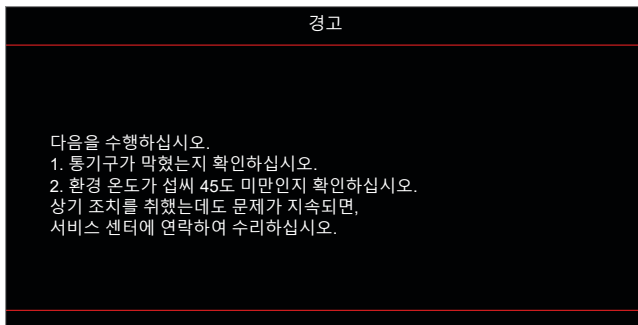 경고
다음을 수행하십시오.
1. 통기구가 막혔는지 확인하십시오.
2. 환경 온도가 섭씨 45도 미만인지 확인하십시오.
상기 조치를 취했는데도 문제가 지속되면,
서비스 센터에 연락하여 수리하십시오.